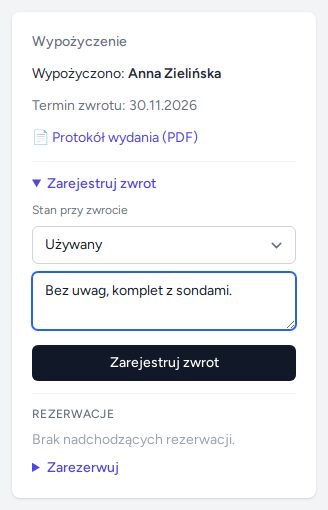 Wypożyczenie
Wypożyczono: Anna Zielińska
Termin zwrotu: 30.11.2026
📄 Protokół wydania (PDF)
▼ Zarejestruj zwrot
Stan przy zwrocie
Używany
Bez uwag, komplet z sondami.
Zarejestruj zwrot
REZERWACJE
Brak nadchodzących rezerwacji.
▶ Zarezerwuj